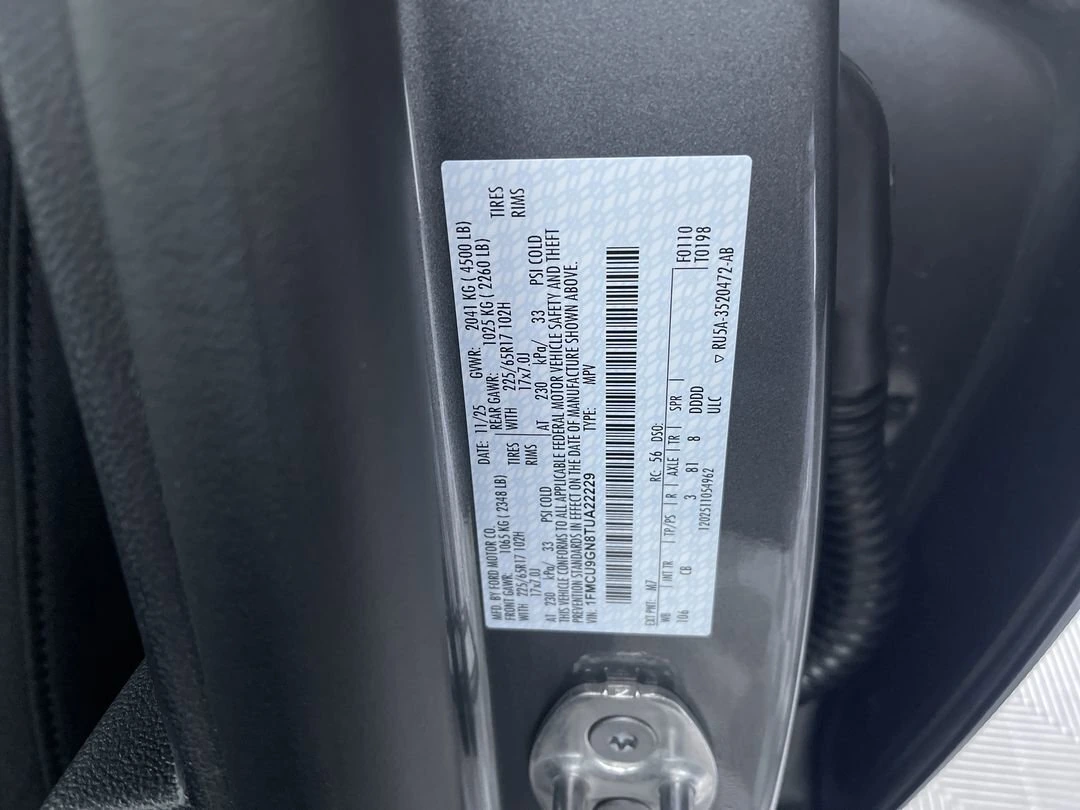 MFD. BY FORD MOTOR CO.
DATE: 11/25 GVWR: 2041 KG ( 4500 LB)
FRONT GAWR: 1065 KG ( 2348 LB) REAR GAWR: 1025 KG ( 2260 LB)
WITH 225/65R17 102H TIRES WITH 225/65R17 102H TIRES
17x7.0J RIMS 17x7.0J RIMS
AT 230 kPa/ 33 PSI COLD AT 230 kPa/ 33 PSI COLD
THIS VEHICLE CONFORMS TO ALL APPLICABLE FEDERAL MOTOR VEHICLE SAFETY AND THEFT
PREVENTION STANDARDS IN EFFECT ON THE DATE OF MANUFACTURE SHOWN ABOVE.
VIN: 1FMCU9GN8TUA22229 TYPE: MPV
EXT PNT: M7 RC: 56 DSO: F0110
WB | INT TR | TP/PS | R | AXLE | TR | SPR | T0198
106 CB 3 81 8 DDDD
1202511054962 ULC ▽ RU5A-3520472-AB